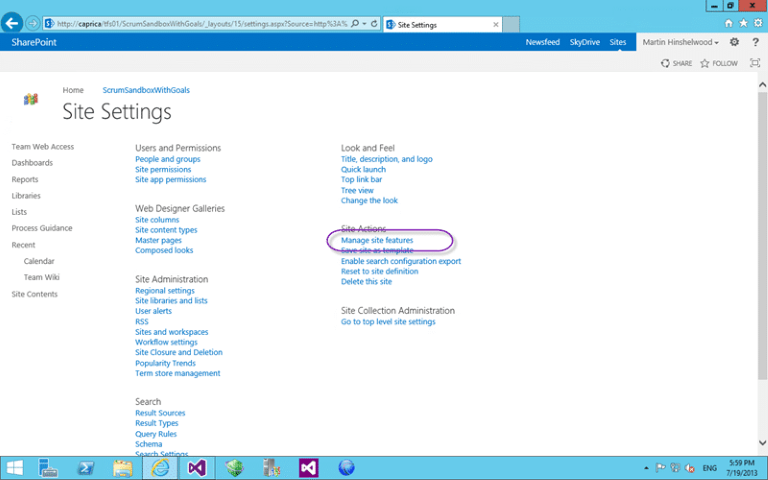 http://caprica/tfs01/ScrumSandboxWithGoals/_layouts/15/settings.aspx?Source=http%3A%
Site Settings
SharePoint
Newsfeed SkyDrive Sites Martin Hinshelwood ?
SHARE FOLLOW
Home ScrumSandboxWithGoals
Site Settings
Team Web Access
Dashboards
Reports
Libraries
Lists
Process Guidance
Recent
Calendar
Team Wiki
Site Contents
Users and Permissions
People and groups
Site permissions
Site app permissions
Web Designer Galleries
Site columns
Site content types
Master pages
Composed looks
Site Administration
Regional settings
Site libraries and lists
User alerts
RSS
Sites and workspaces
Workflow settings
Site Closure and Deletion
Popularity Trends
Term store management
Search
Result Sources
Result Types
Query Rules
Schema
Search Settings
Look and Feel
Title, description, and logo
Quick launch
Top link bar
Tree view
Change the look
Site Actions
Manage site features
Save site as template
Enable search configuration export
Reset to site definition
Delete this site
Site Collection Administration
Go to top level site settings
ENG
5:59 PM
7/19/2013